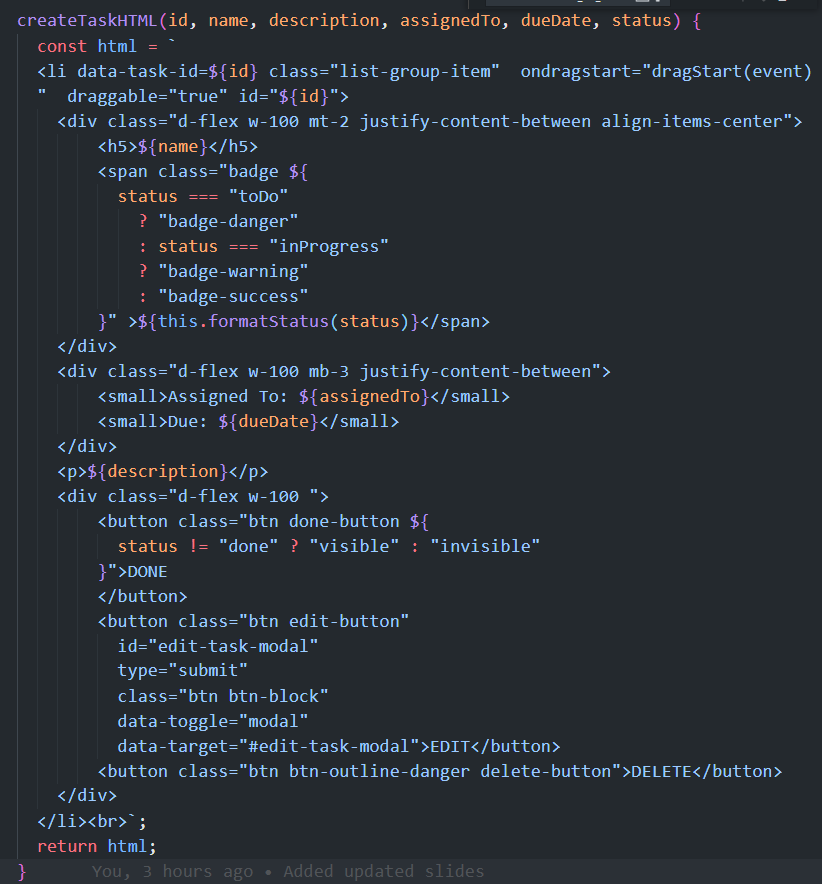 createTaskHTML(id, name, description, assignedTo, dueDate, status) {
const html = `
<li data-task-id=${id} class="list-group-item"  ondragstart="dragStart(event)
"  draggable="true" id="${id}">
<div class="d-flex w-100 mt-2 justify-content-between align-items-center">
<h5>${name}</h5>
<span class="badge ${
status === "toDo"
? "badge-danger"
: status === "inProgress"
? "badge-warning"
: "badge-success"
}" >${this.formatStatus(status)}</span>
</div>
<div class="d-flex w-100 mb-3 justify-content-between">
<small>Assigned To: ${assignedTo}</small>
<small>Due: ${dueDate}</small>
</div>
<p>${description}</p>
<div class="d-flex w-100 ">
<button class="btn done-button ${
status != "done" ? "visible" : "invisible"
}">DONE
</button>
<button class="btn edit-button"
id="edit-task-modal"
type="submit"
class="btn btn-block"
data-toggle="modal"
data-target="#edit-task-modal">EDIT</button>
<button class="btn btn-outline-danger delete-button">DELETE</button>
</div>
</li><br>`;
return html;
}      You, 3 hours ago • Added updated slides